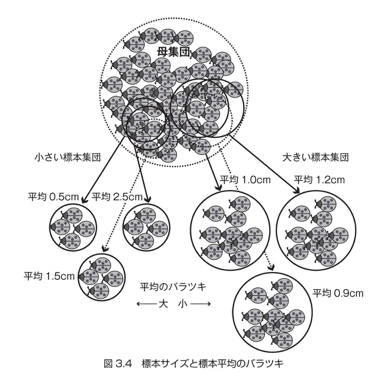 母集団
小さい標本集団
大きい標本集団
平均 0.5cm
平均 2.5cm
平均 1.0cm
平均 1.2cm
平均 1.5cm
平均のバラツキ
←── 大　小 ──→
平均 0.9cm
図 3.4　標本サイズと標本平均のバラツキ